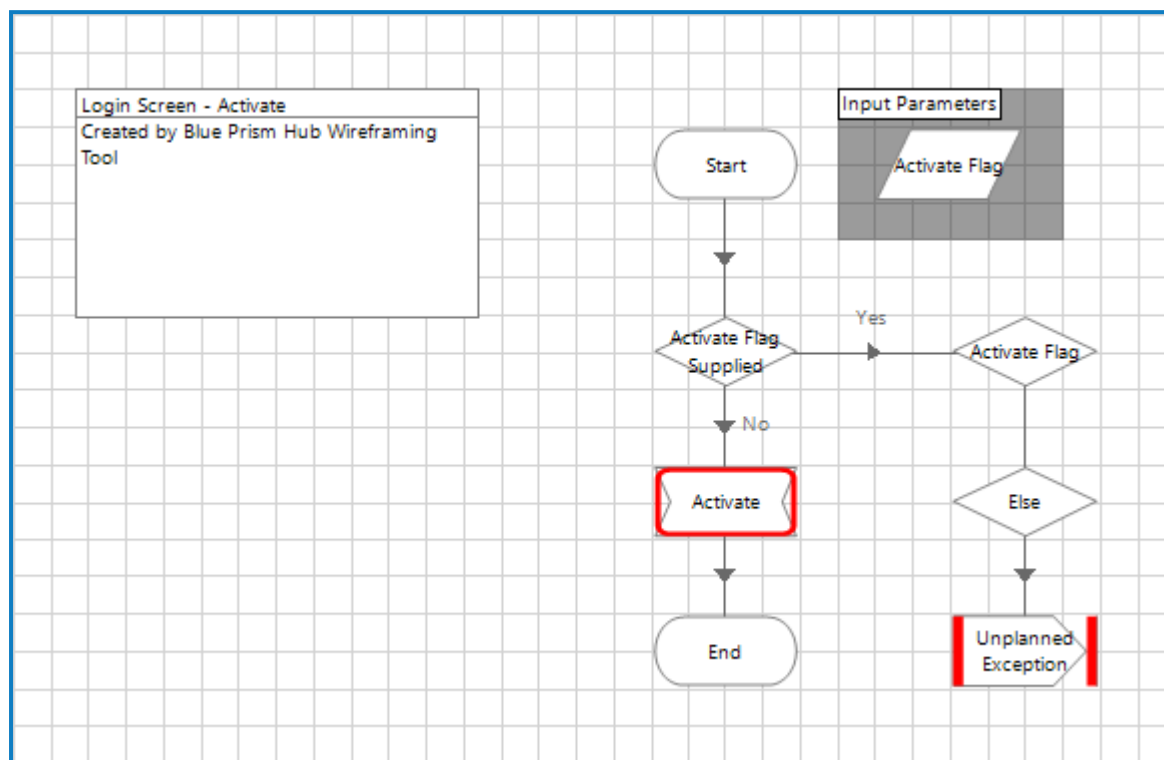 Login Screen - Activate
Created by Blue Prism Hub Wireframing
Tool
Input Parameters
Start
Activate Flag
Yes
Activate Flag
Supplied
Activate Flag
No
Activate
Else
End
Unplanned
Exception